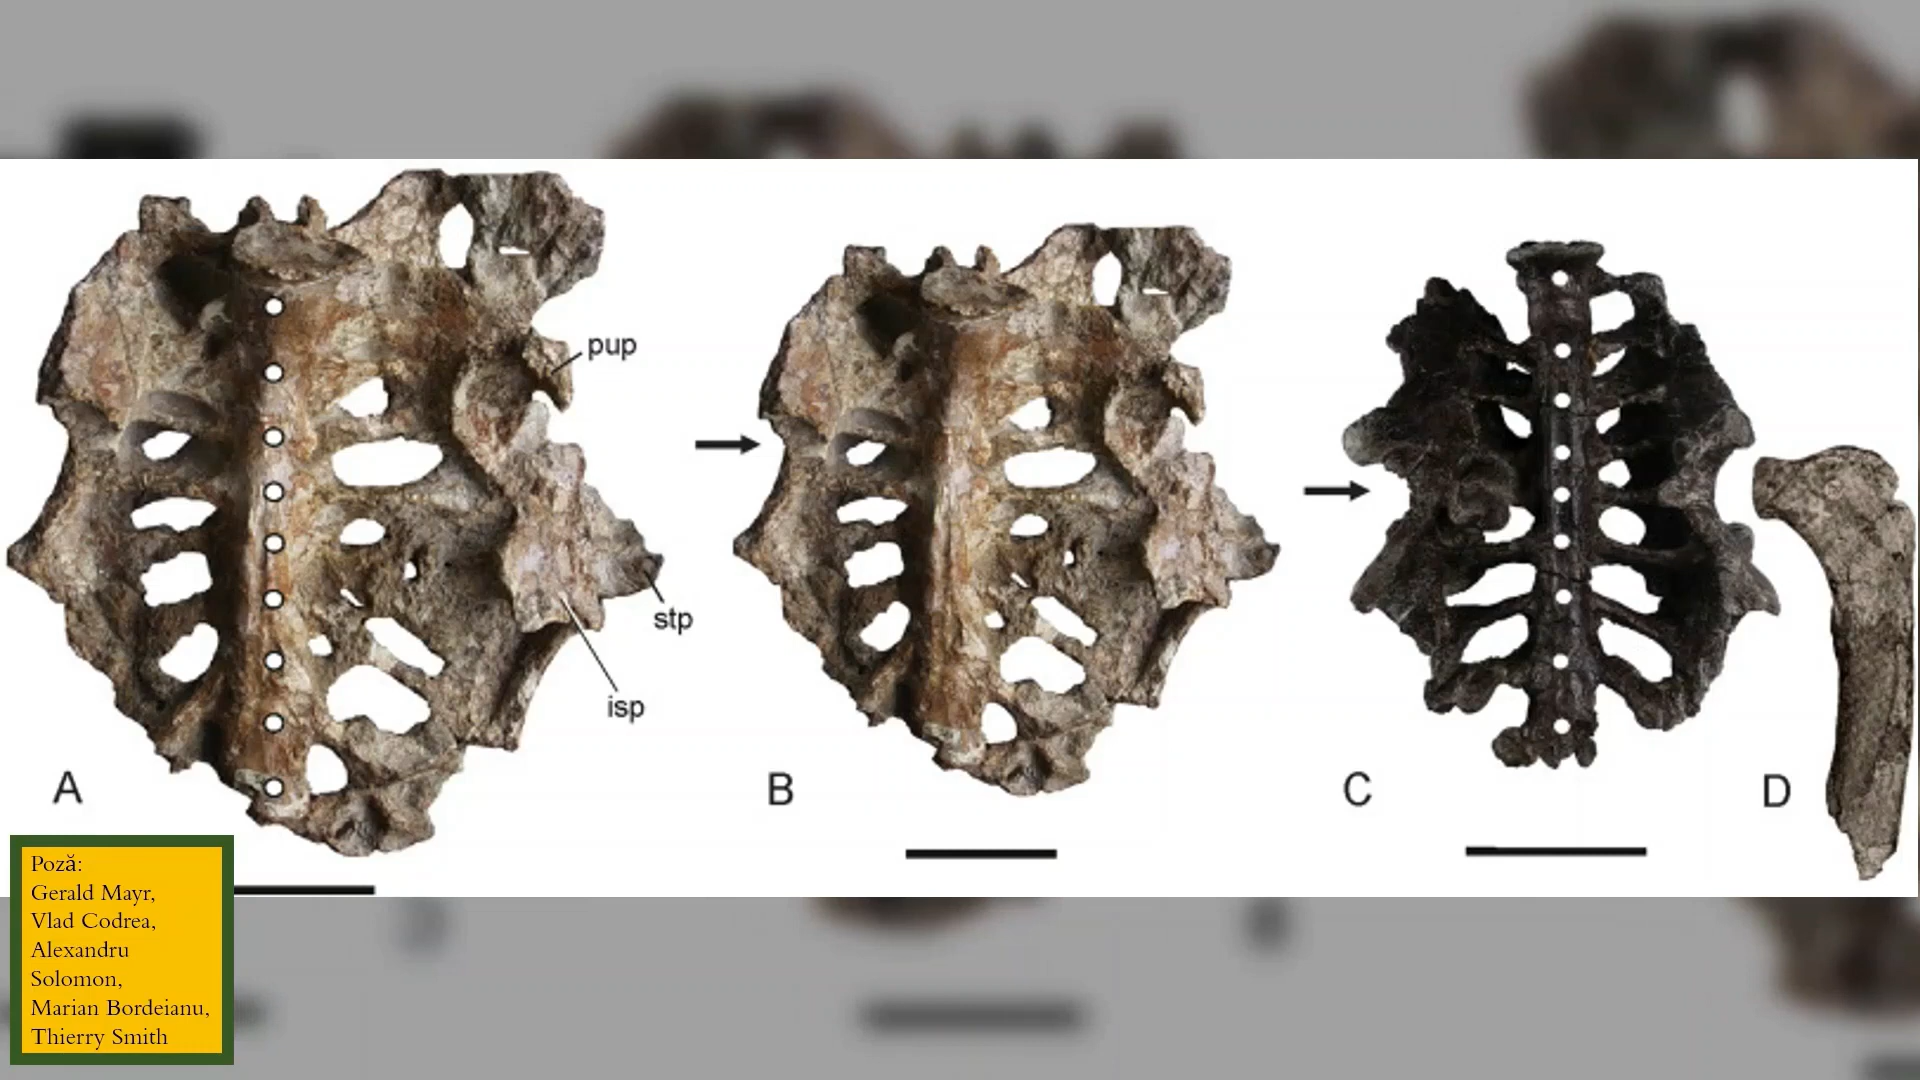 pup
stp
isp
A
B
C
D
Poză:
Gerald Mayr,
Vlad Codrea,
Alexandru
Solomon,
Marian Bordeianu,
Thierry Smith